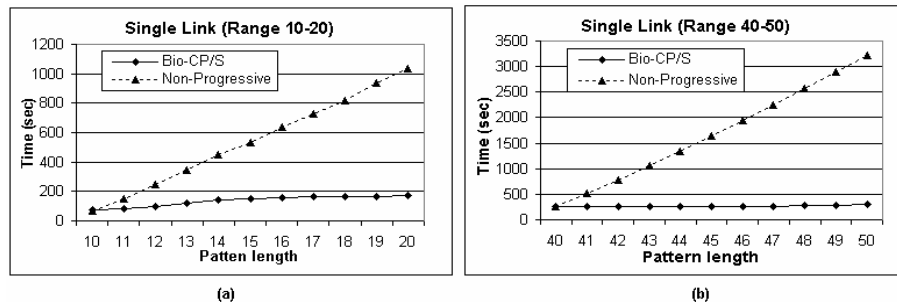 Single Link (Range 10-20)
1200
1000
800
600
400
200
0
Time (sec)
Bio-CP/S
Non-Progressive
10 11 12 13 14 15 16 17 18 19 20
Patten length
(a)
Single Link (Range 40-50)
3500
3000
2500
2000
1500
1000
500
0
Time (sec)
Bio-CP/S
Non-Progressive
40 41 42 43 44 45 46 47 48 49 50
Pattern length
(b)